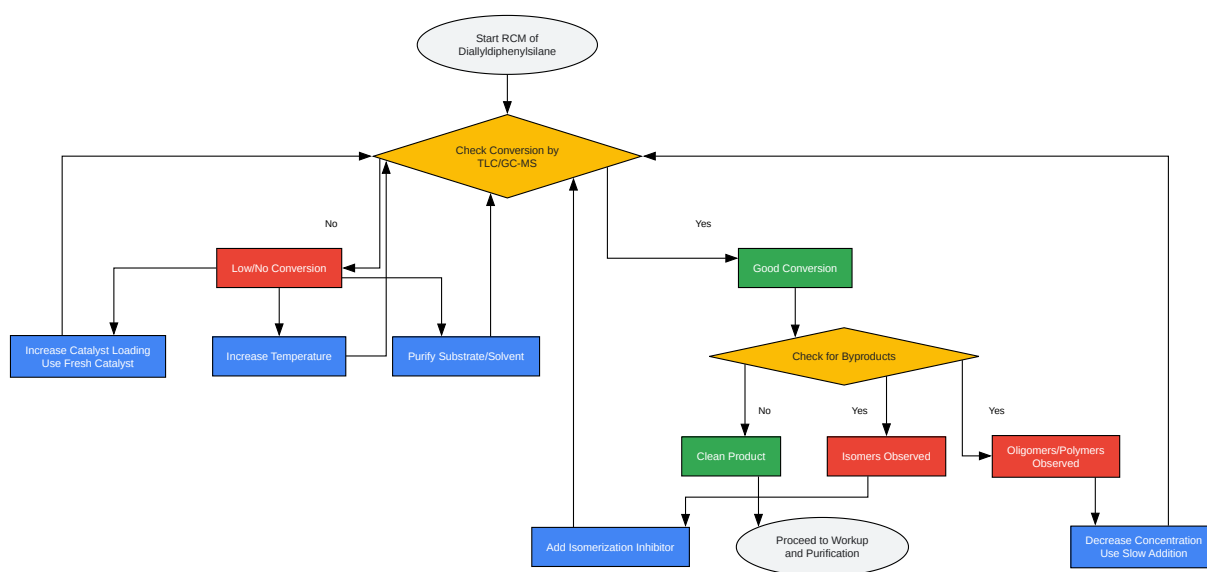 Start RCM of
Diallyldiphenylsilane
Check Conversion by
TLC/GC-MS
No
Yes
Low/No Conversion
Good Conversion
Increase Catalyst Loading
Use Fresh Catalyst
Increase Temperature
Purify Substrate/Solvent
Check for Byproducts
No
Yes
Yes
Clean Product
Isomers Observed
Oligomers/Polymers
Observed
Add Isomerization Inhibitor
Proceed to Workup
and Purification
Decrease Concentration
Use Slow Addition